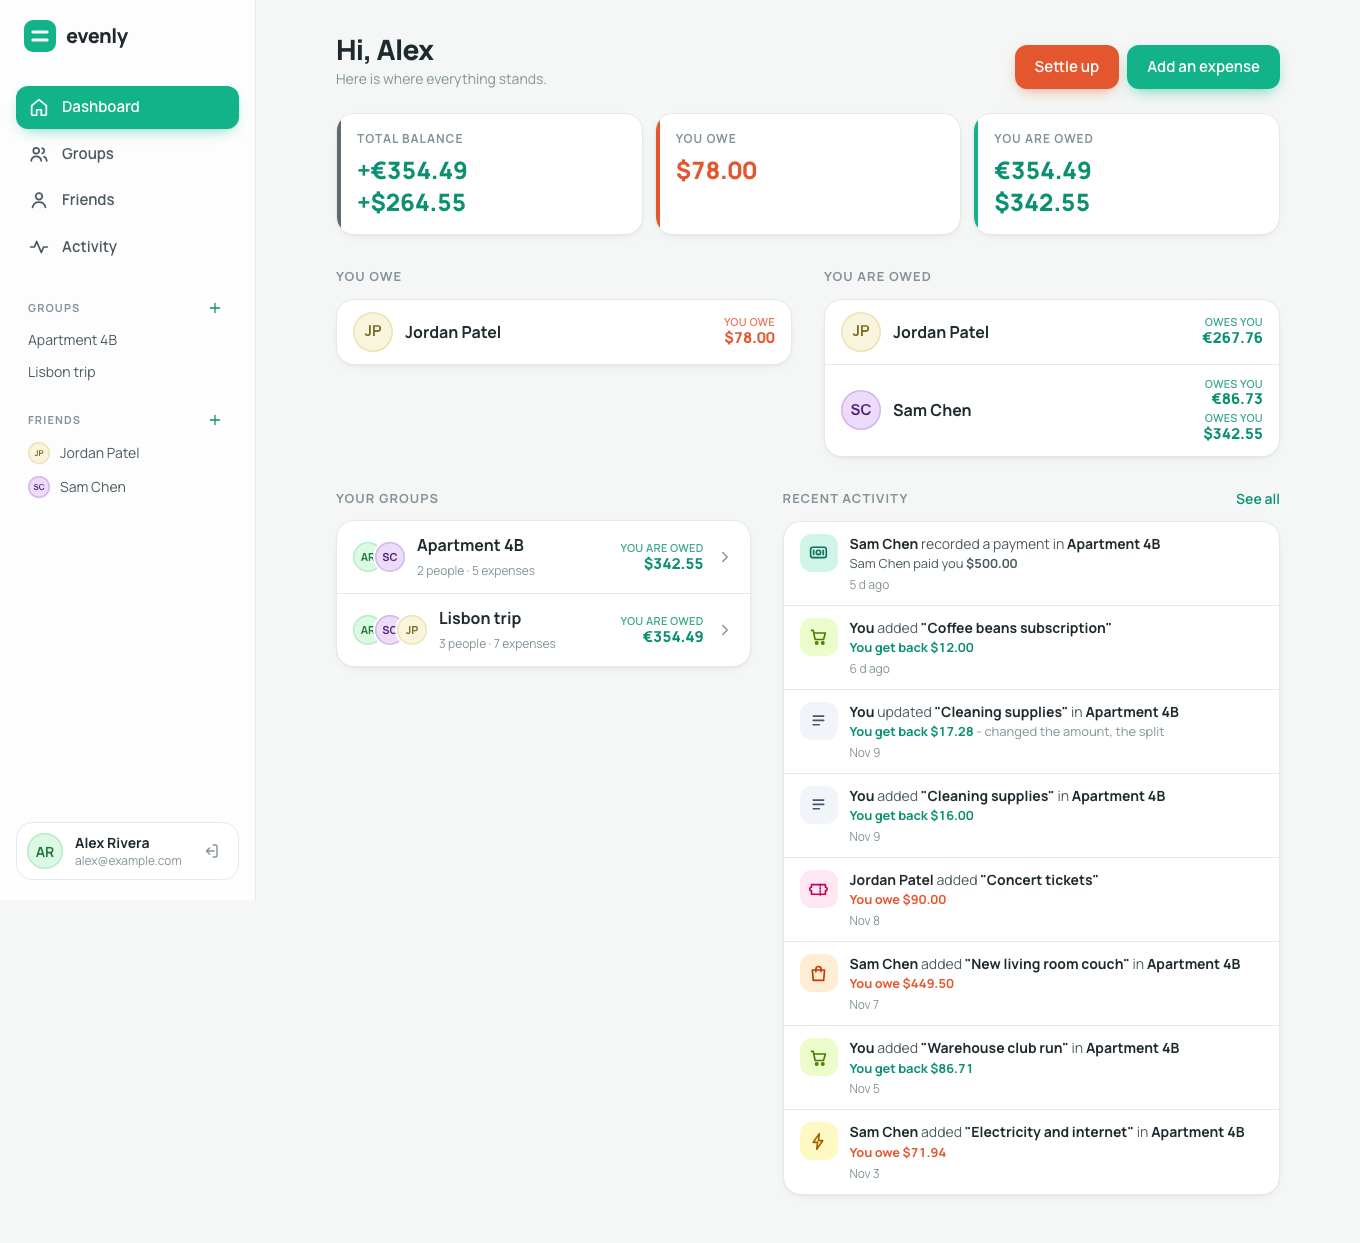 evenly
Dashboard
Groups
Friends
Activity
GROUPS
Apartment 4B
Lisbon trip
FRIENDS
JP Jordan Patel
SC Sam Chen
AR
Alex Rivera
alex@example.com
Hi, Alex
Here is where everything stands.
Settle up
Add an expense
TOTAL BALANCE
+€354.49
+$264.55
YOU OWE
$78.00
YOU ARE OWED
€354.49
$342.55
YOU OWE
JP Jordan Patel
YOU OWE
$78.00
YOU ARE OWED
JP Jordan Patel
OWES YOU
€267.76
SC Sam Chen
OWES YOU
€86.73
OWES YOU
$342.55
YOUR GROUPS
AR SC
Apartment 4B
2 people · 5 expenses
YOU ARE OWED
$342.55
AR SC JP
Lisbon trip
3 people · 7 expenses
YOU ARE OWED
€354.49
RECENT ACTIVITY
See all
Sam Chen recorded a payment in Apartment 4B
Sam Chen paid you $500.00
5 d ago
You added "Coffee beans subscription"
You get back $12.00
6 d ago
You updated "Cleaning supplies" in Apartment 4B
You get back $17.28 - changed the amount, the split
Nov 9
You added "Cleaning supplies" in Apartment 4B
You get back $16.00
Nov 9
Jordan Patel added "Concert tickets"
You owe $90.00
Nov 8
Sam Chen added "New living room couch" in Apartment 4B
You owe $449.50
Nov 7
You added "Warehouse club run" in Apartment 4B
You get back $86.71
Nov 5
Sam Chen added "Electricity and internet" in Apartment 4B
You owe $71.94
Nov 3